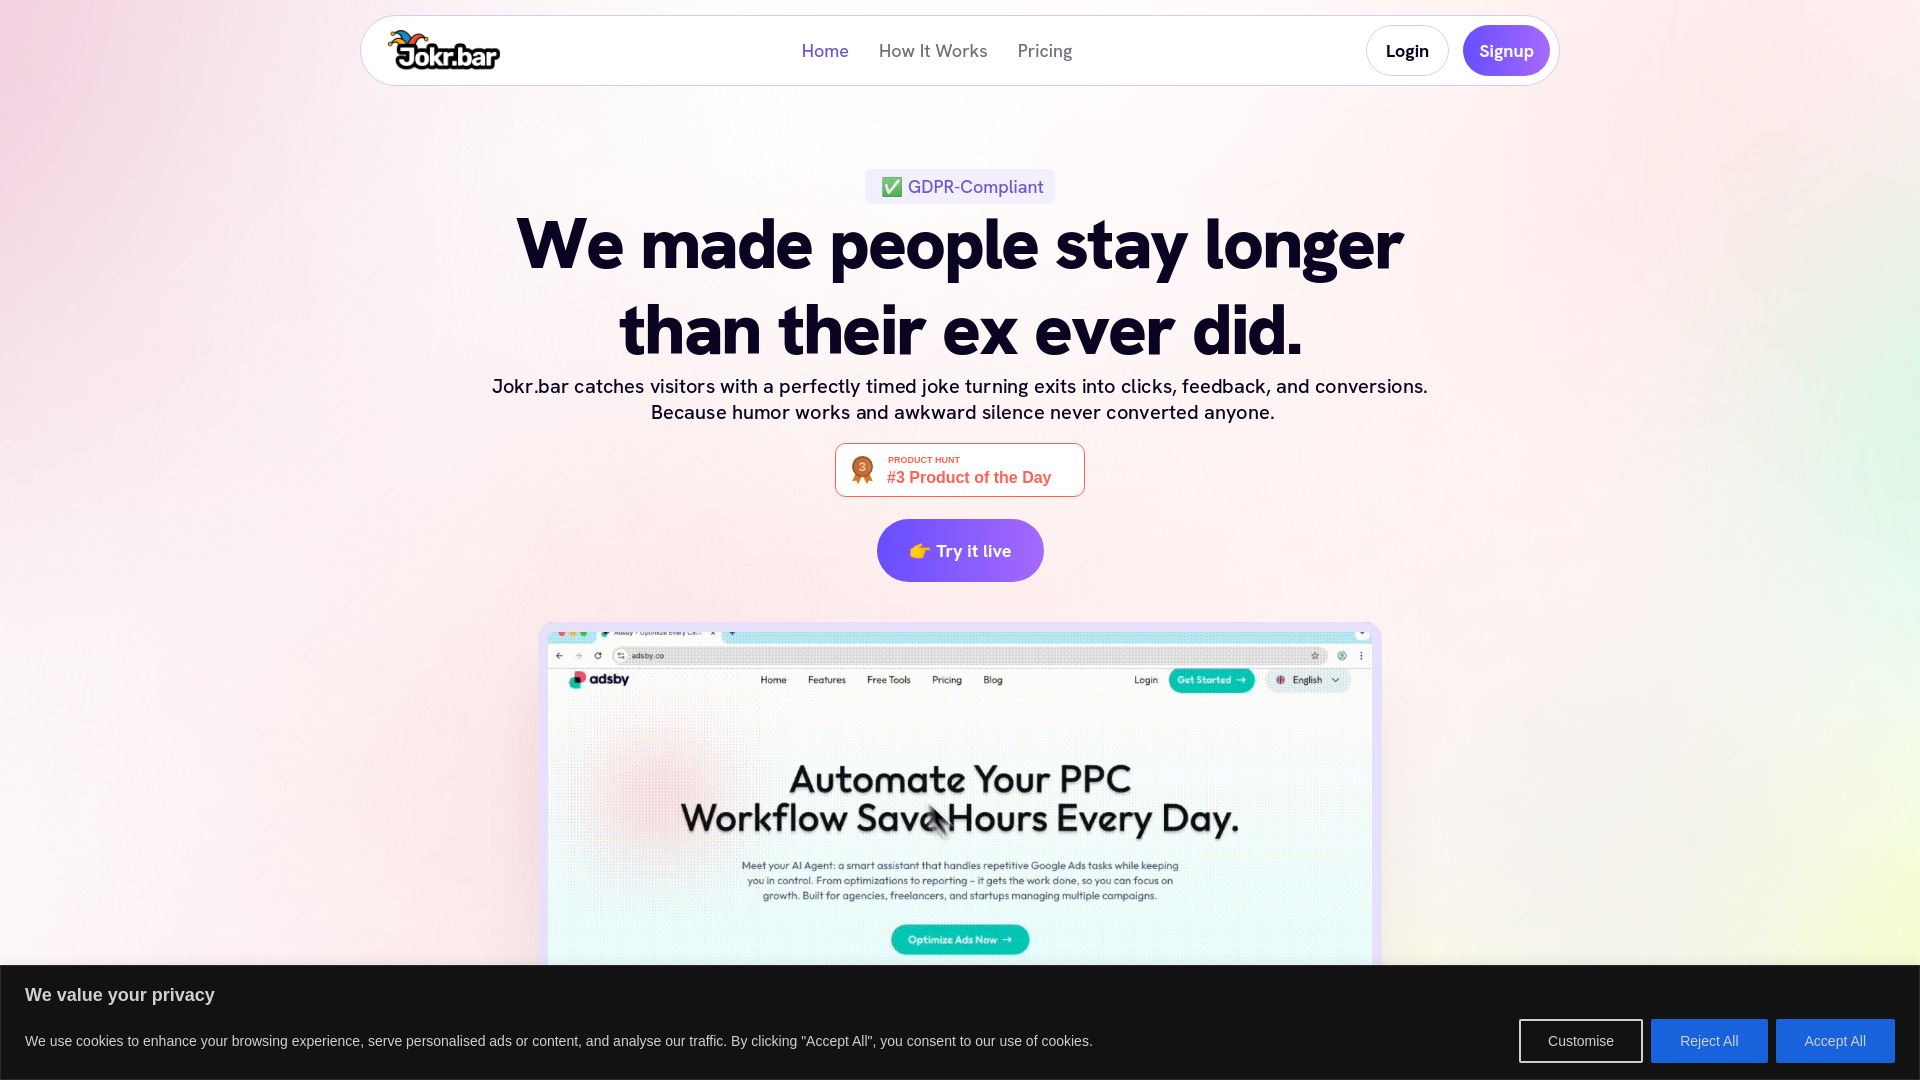 Jokr.bar
Home
How It Works
Pricing
Login
Signup
✅ GDPR-Compliant
We made people stay longer
than their ex ever did.
Jokr.bar catches visitors with a perfectly timed joke turning exits into clicks, feedback, and conversions.
Because humor works and awkward silence never converted anyone.
3
PRODUCT HUNT
#3 Product of the Day
👉 Try it live
adsby.co
adsby
Home
Features
Free Tools
Pricing
Blog
Login
Get Started →
English
Automate Your PPC
Workflow Save Hours Every Day.
Meet your AI Agent: a smart assistant that handles repetitive Google Ads tasks while keeping
you in control. From optimizations to reporting – it gets the work done, so you can focus on
growth. Built for agencies, freelancers, and startups managing multiple campaigns.
Optimize Ads Now →
We value your privacy
We use cookies to enhance your browsing experience, serve personalised ads or content, and analyse our traffic. By clicking "Accept All", you consent to our use of cookies.
Customise
Reject All
Accept All